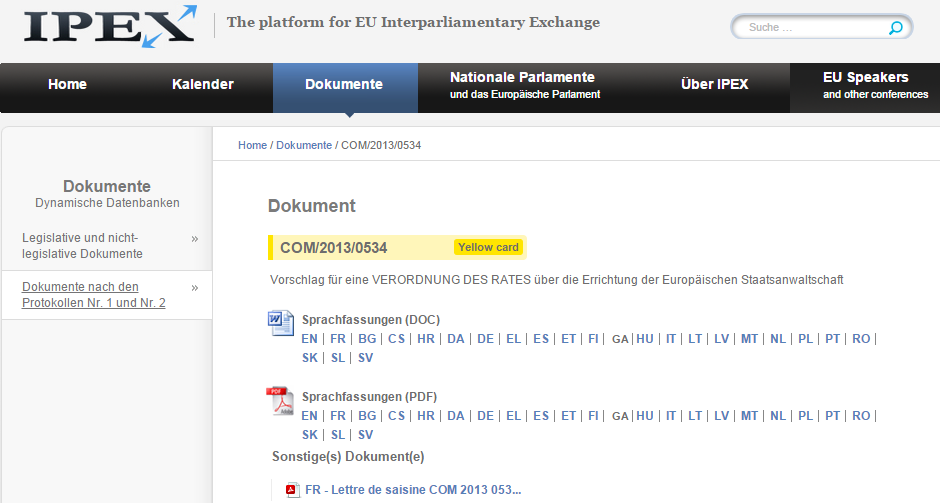 IPEX
The platform for EU Interparliamentary Exchange
Suche ...
Home
Kalender
Dokumente
Nationale Parlamente
und das Europäische Parlament
Über IPEX
EU Speakers
and other conferences
Home / Dokumente / COM/2013/0534
Dokumente
Dynamische Datenbanken
Legislative und nicht-
legislative Dokumente »
Dokumente nach den
Protokollen Nr. 1 und Nr. 2 »
Dokument
COM/2013/0534 Yellow card
Vorschlag für eine VERORDNUNG DES RATES über die Errichtung der Europäischen Staatsanwaltschaft
Sprachfassungen (DOC)
EN | FR | BG | CS | HR | DA | DE | EL | ES | ET | FI | GA | HU | IT | LT | LV | MT | NL | PL | PT | RO |
SK | SL | SV
PDF
Adobe
Sprachfassungen (PDF)
EN | FR | BG | CS | HR | DA | DE | EL | ES | ET | FI | GA | HU | IT | LT | LV | MT | NL | PL | PT | RO |
SK | SL | SV
Sonstige(s) Dokument(e)
FR - Lettre de saisine COM 2013 053...